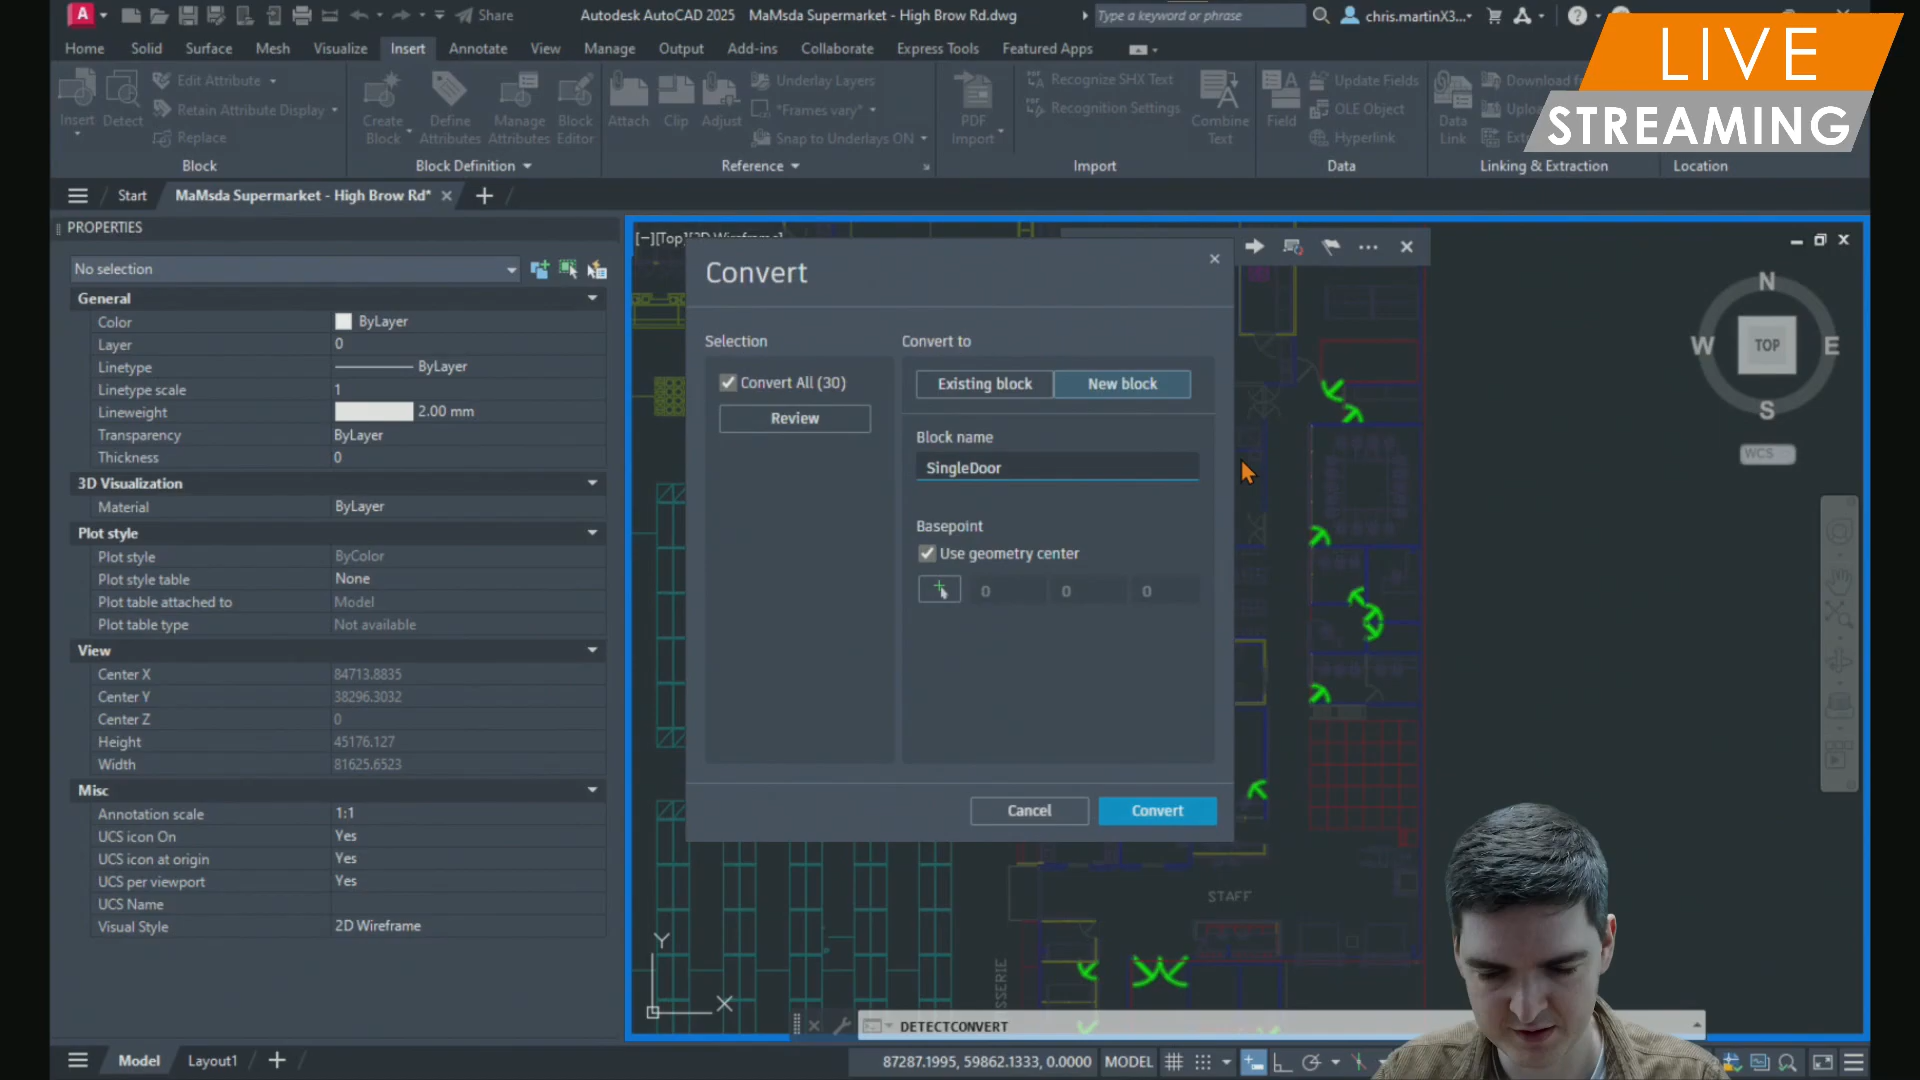 Share
Autodesk AutoCAD 2025 MaMsda Supermarket - High Brow Rd.dwg
Type a keyword or phrase
chris.martinX3...
LIVE
STREAMING
Home Solid Surface Mesh Visualize Insert Annotate View Manage Output Add-ins Collaborate Express Tools Featured Apps
Insert
Detect
Edit Attribute
Retain Attribute Display
Replace
Block
Create Block
Define Attributes
Manage Attributes
Block Editor
Block Definition
Attach
Clip
Adjust
Underlay Layers
*Frames vary*
Snap to Underlays ON
Reference
PDF Import
Recognize SHX Text
Recognition Settings
Combine Text
Import
Field
Update Fields
OLE Object
Hyperlink
Data
Data Link
Linking & Extraction
Location
Start
MaMsda Supermarket - High Brow Rd*
PROPERTIES
No selection
General
Color ByLayer
Layer 0
Linetype ByLayer
Linetype scale 1
Lineweight 2.00 mm
Transparency ByLayer
Thickness 0
3D Visualization
Material ByLayer
Plot style
Plot style ByColor
Plot style table None
Plot table attached to Model
Plot table type Not available
View
Center X 84713.8835
Center Y 38296.3032
Center Z 0
Height 45176.127
Width 81625.6523
Misc
Annotation scale 1:1
UCS icon On Yes
UCS icon at origin Yes
UCS per viewport Yes
UCS Name
Visual Style 2D Wireframe
[−][Top][2D Wireframe]
Convert
Selection
Convert All (30)
Review
Convert to
Existing block
New block
Block name
SingleDoor
Basepoint
Use geometry center
0 0 0
Cancel
Convert
N
W TOP E
S
WCS
STAFF
Y
X
DETECTCONVERT
Model
Layout1
87287.1995, 59862.1333, 0.0000 MODEL